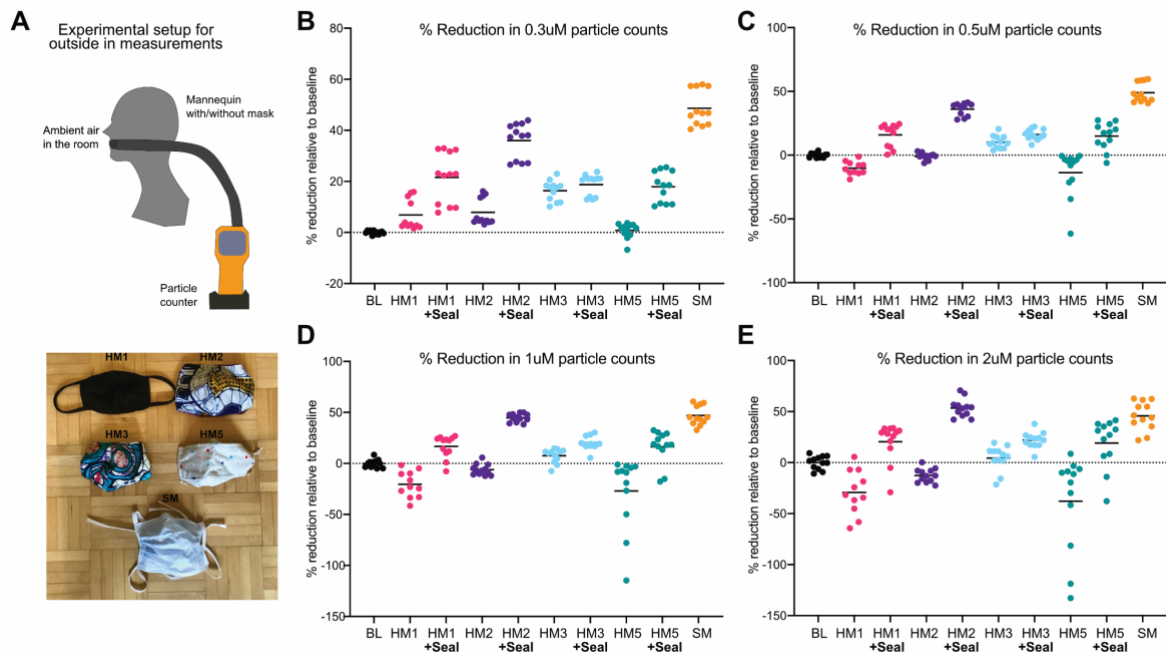 A
Experimental setup for
outside in measurements
Mannequin
with/without mask
Ambient air
in the room
Particle
counter
HM1
HM2
HM3
HM5
SM
B
% Reduction in 0.3uM particle counts
% reduction relative to baseline
80
60
40
20
0
-20
BL HM1 HM1 HM2 HM2 HM3 HM3 HM5 HM5 SM
+Seal +Seal +Seal +Seal
C
% Reduction in 0.5uM particle counts
% reduction relative to baseline
100
50
0
-50
-100
BL HM1 HM1 HM2 HM2 HM3 HM3 HM5 HM5 SM
+Seal +Seal +Seal +Seal
D
% Reduction in 1uM particle counts
% reduction relative to baseline
100
50
0
-50
-100
-150
BL HM1 HM1 HM2 HM2 HM3 HM3 HM5 HM5 SM
+Seal +Seal +Seal +Seal
E
% Reduction in 2uM particle counts
% reduction relative to baseline
100
50
0
-50
-100
-150
BL HM1 HM1 HM2 HM2 HM3 HM3 HM5 HM5 SM
+Seal +Seal +Seal +Seal